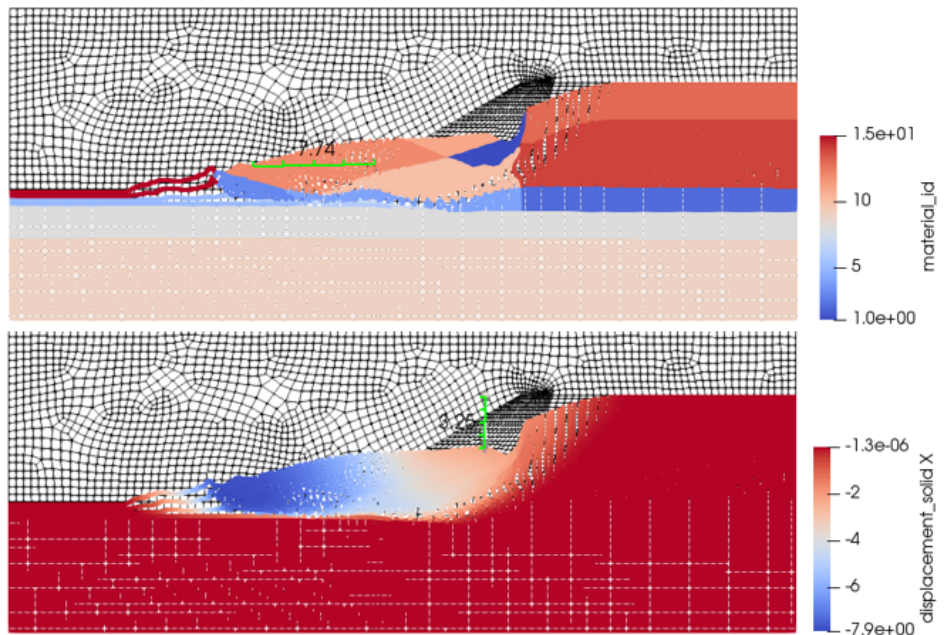 7.74
1.5e+01
10
5
1.0e+00
material_id
3.25
-1.3e-06
-2
-4
-6
-7.9e+00
displacement_solid X